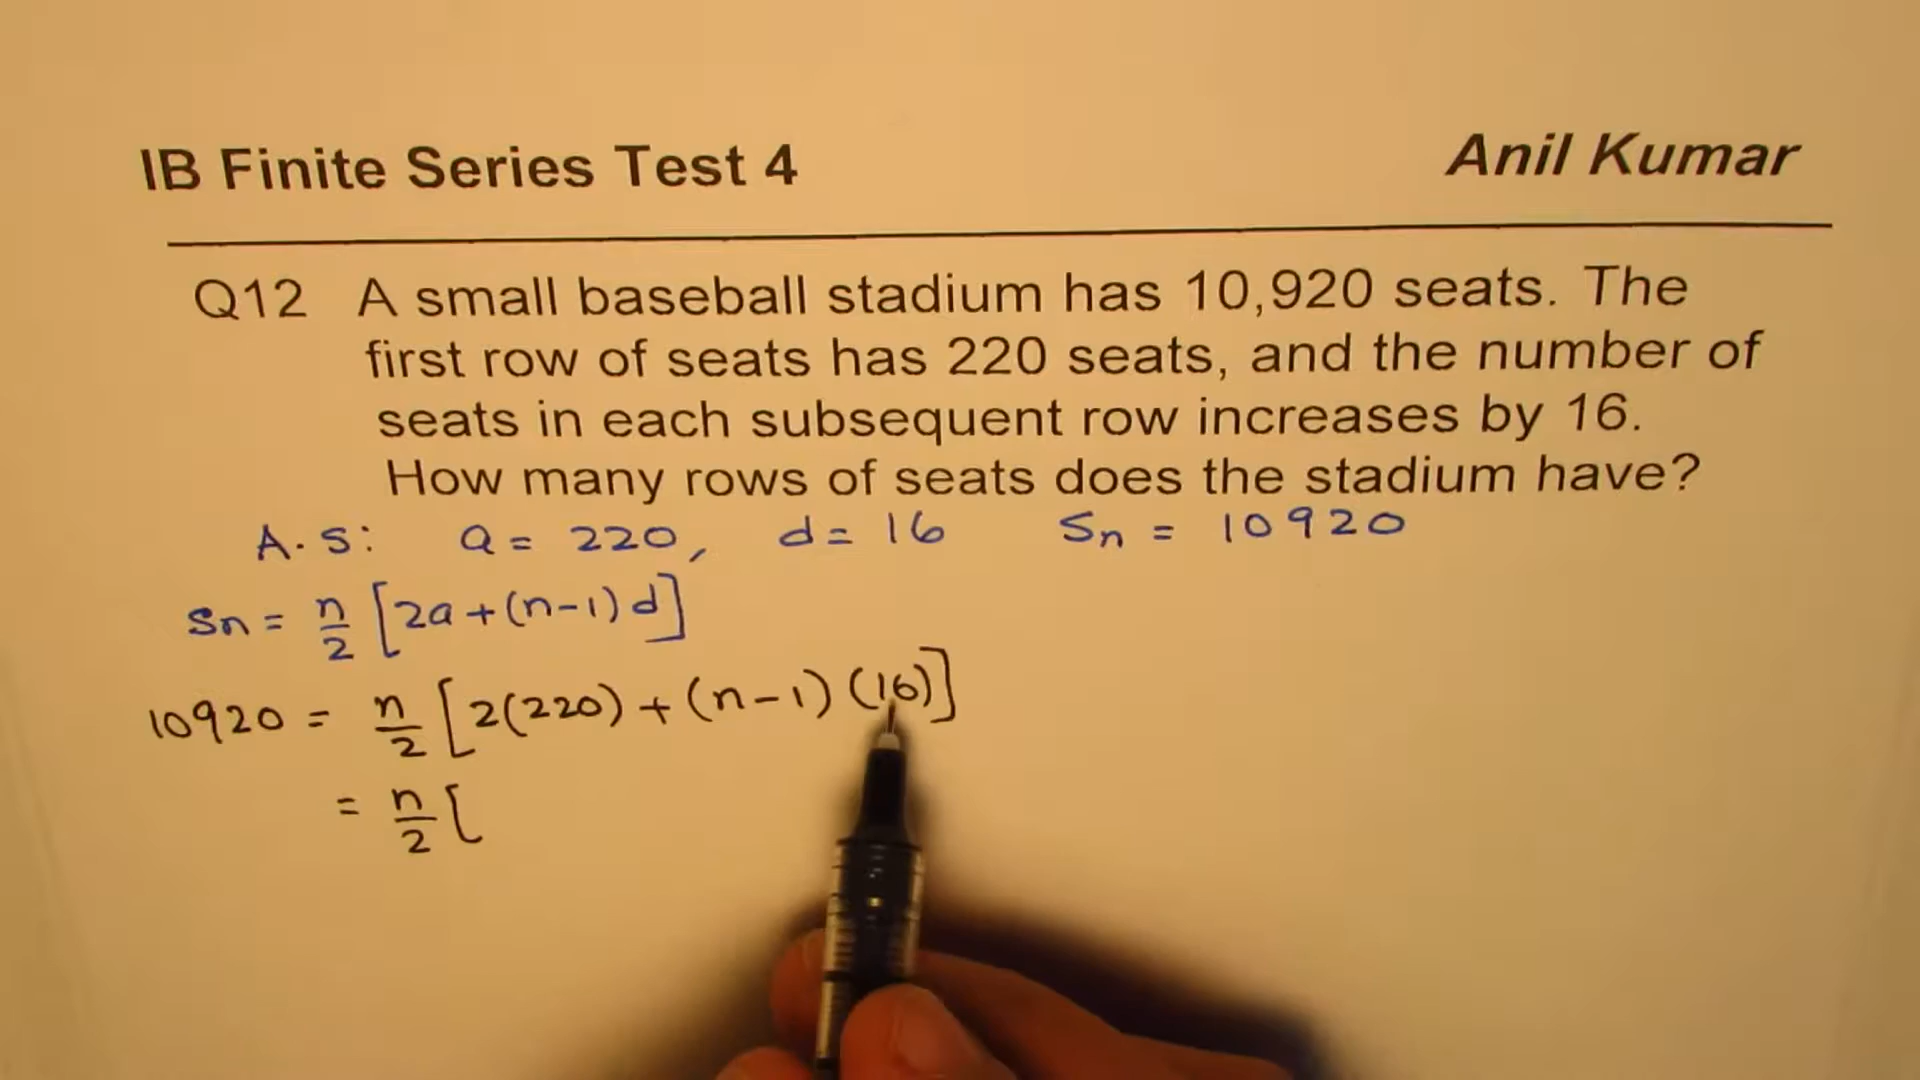 IB Finite Series Test 4
Anil Kumar
Q12 A small baseball stadium has 10,920 seats. The
first row of seats has 220 seats, and the number of
seats in each subsequent row increases by 16.
How many rows of seats does the stadium have?
A.S: a = 220, d = 16 Sn = 10920
Sn = n/2 [2a+(n-1)d]
10920 = n/2 [2(220) + (n-1)(16)]
= n/2 [